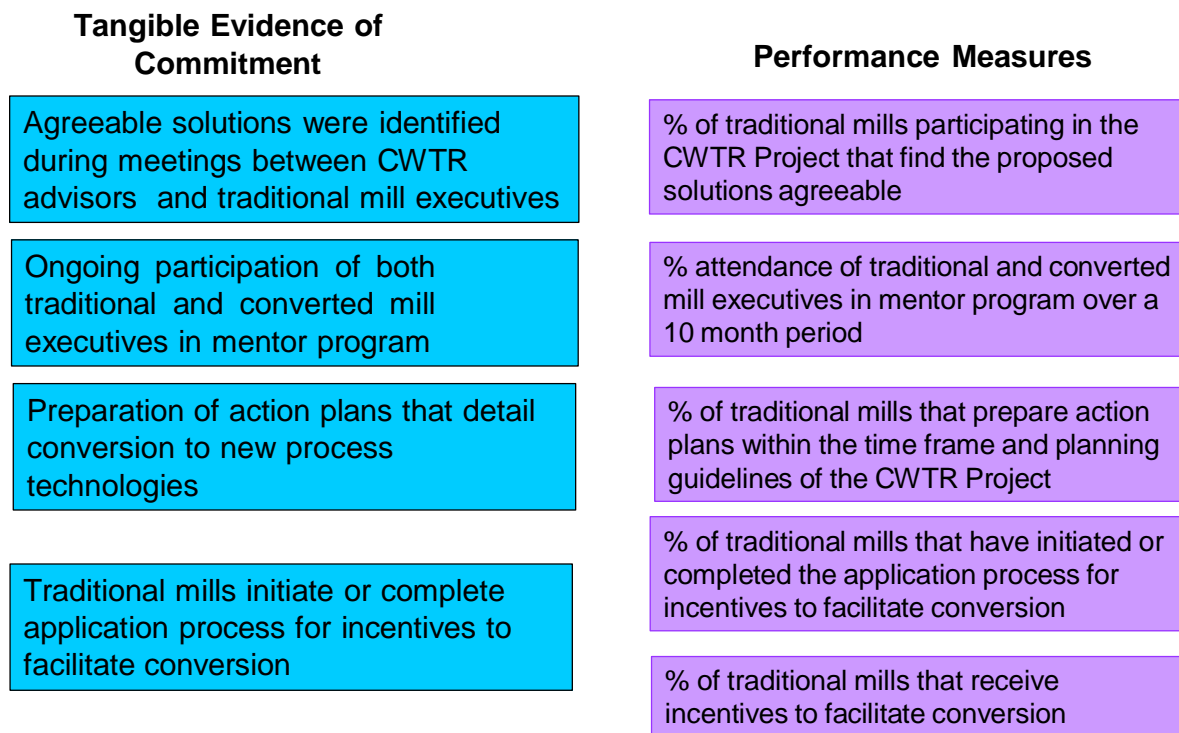 Tangible Evidence of
Commitment
Agreeable solutions were identified
during meetings between CWTR
advisors and traditional mill executives
Ongoing participation of both
traditional and converted mill
executives in mentor program
Preparation of action plans that detail
conversion to new process
technologies
Traditional mills initiate or complete
application process for incentives to
facilitate conversion
Performance Measures
% of traditional mills participating in the
CWTR Project that find the proposed
solutions agreeable
% attendance of traditional and converted
mill executives in mentor program over a
10 month period
% of traditional mills that prepare action
plans within the time frame and planning
guidelines of the CWTR Project
% of traditional mills that have initiated or
completed the application process for
incentives to facilitate conversion
% of traditional mills that receive
incentives to facilitate conversion